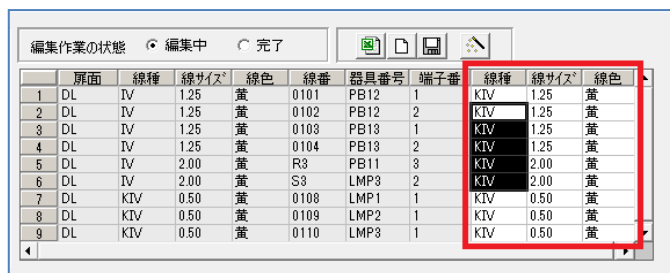 編集作業の状態 編集中 完了
扉面 線種 線サイズ 線色 線番 器具番号 端子番 線種 線サイズ 線色
1 DL IV 1.25 黄 0101 PB12 1 KIV 1.25 黄
2 DL IV 1.25 黄 0102 PB12 2 KIV 1.25 黄
3 DL IV 1.25 黄 0103 PB13 1 KIV 1.25 黄
4 DL IV 1.25 黄 0104 PB13 2 KIV 1.25 黄
5 DL IV 2.00 黄 R3 PB11 3 KIV 2.00 黄
6 DL IV 2.00 黄 S3 LMP3 2 KIV 2.00 黄
7 DL KIV 0.50 黄 0108 LMP1 1 KIV 0.50 黄
8 DL KIV 0.50 黄 0109 LMP2 1 KIV 0.50 黄
9 DL KIV 0.50 黄 0110 LMP3 1 KIV 0.50 黄